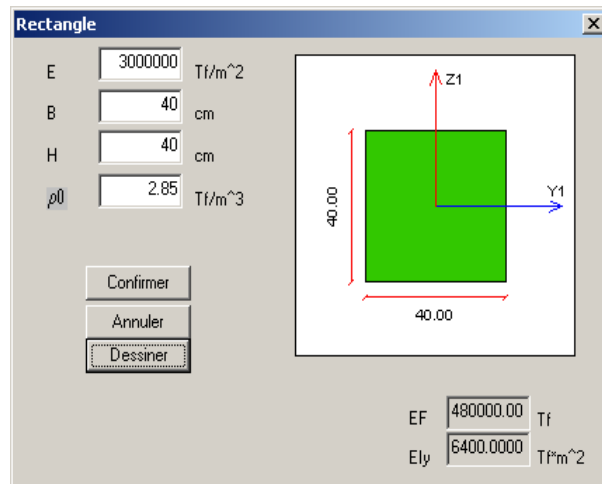 Rectangle
E 3000000 Tf/m^2
B 40 cm
H 40 cm
ρ0 2.85 Tf/m^3
Confirmer
Annuler
Dessiner
Z1
Y1
40.00
40.00
EF 480000.00 Tf
EIy 6400.0000 Tf*m^2